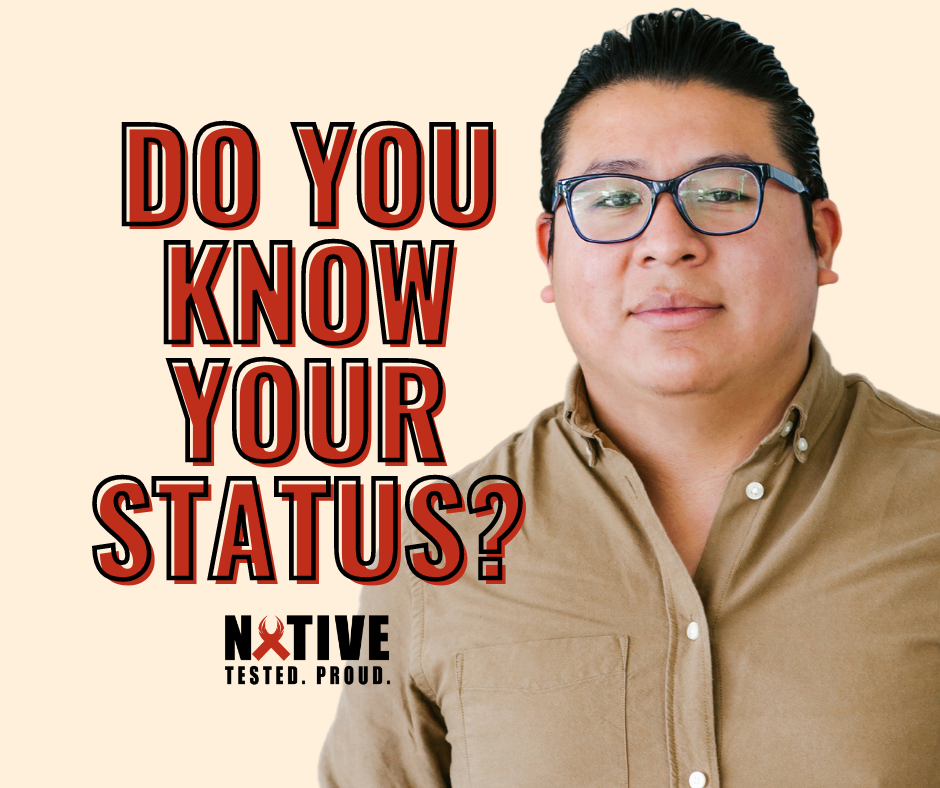 DO YOU
KNOW
YOUR
STATUS?
NATIVE
TESTED. PROUD.